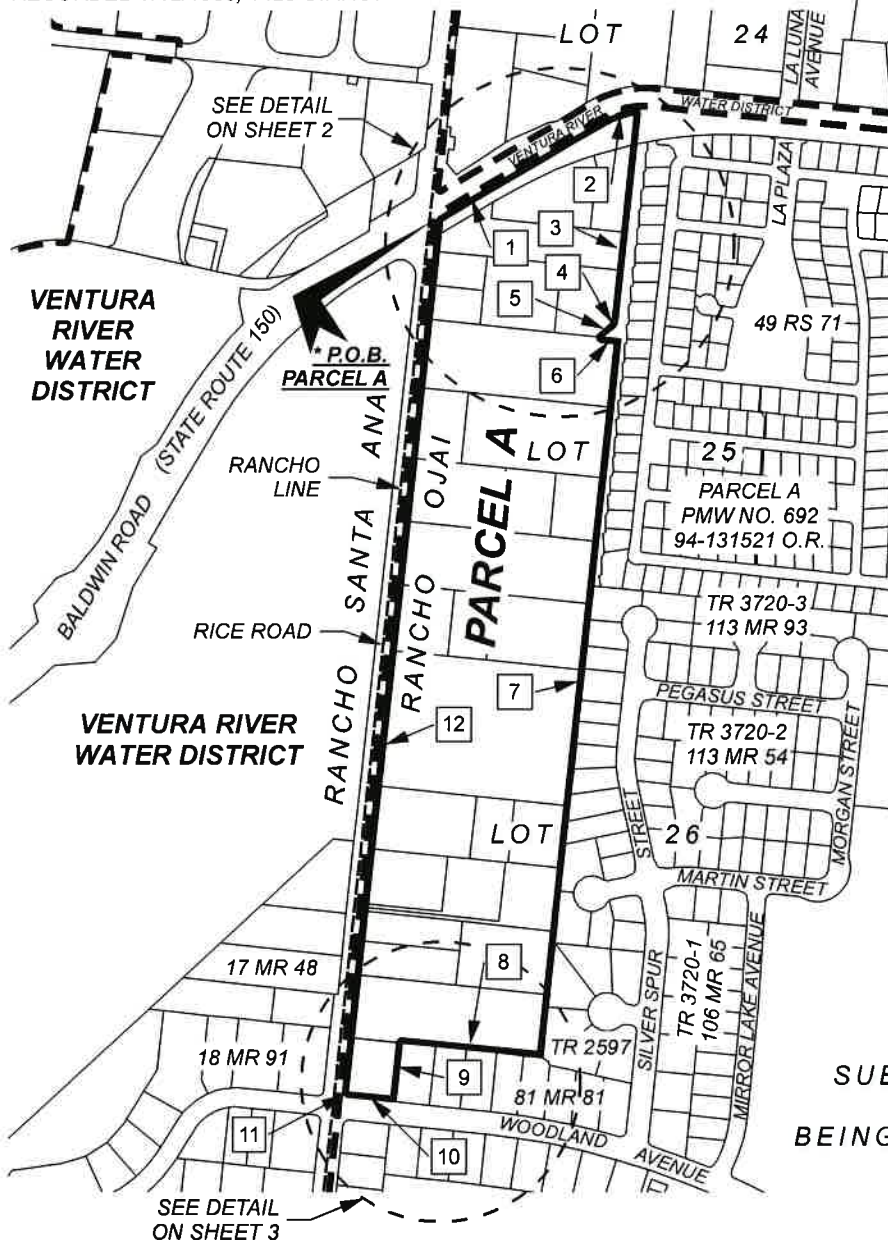 LOT
24
LA LUNA
AVENUE
SEE DETAIL
ON SHEET 2
VENTURA RIVER
WATER DISTRICT
LA PLAZA
1
2
3
4
5
6
VENTURA
RIVER
WATER
DISTRICT
* P.O.B.
PARCEL A
49 RS 71
BALDWIN ROAD (STATE ROUTE 150)
RANCHO
LINE
RANCHO SANTA ANA
RANCHO OJAI
PARCEL A
LOT
25
PARCEL A
PMW NO. 692
94-131521 O.R.
RICE ROAD
TR 3720-3
113 MR 93
7
PEGASUS STREET
VENTURA RIVER
WATER DISTRICT
12
TR 3720-2
113 MR 54
MORGAN STREET
LOT
26
STREET
MARTIN STREET
17 MR 48
8
SILVER SPUR
TR 3720-1
106 MR 65
MIRROR LAKE AVENUE
18 MR 91
9
TR 2597
81 MR 81
SUB
BEING
11
10
WOODLAND
AVENUE
SEE DETAIL
ON SHEET 3